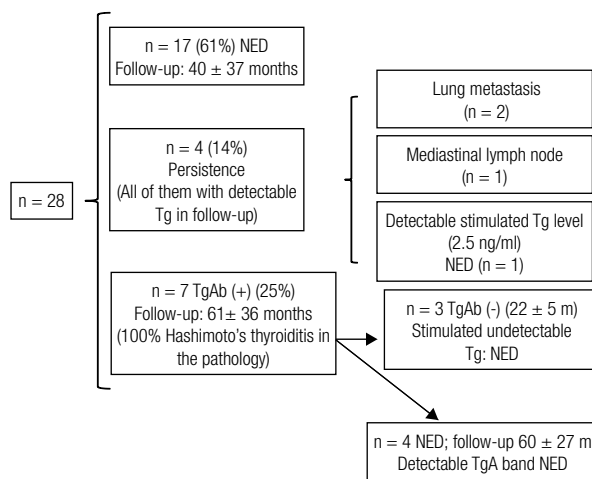 n = 28
n = 17 (61%) NED
Follow-up: 40 ± 37 months
n = 4 (14%)
Persistence
(All of them with detectable
Tg in follow-up)
n = 7 TgAb (+) (25%)
Follow-up: 61± 36 months
(100% Hashimoto's thyroiditis in
the pathology)
Lung metastasis
(n = 2)
Mediastinal lymph node
(n = 1)
Detectable stimulated Tg level
(2.5 ng/ml)
NED (n = 1)
n = 3 TgAb (-) (22 ± 5 m)
Stimulated undetectable
Tg: NED
n = 4 NED; follow-up 60 ± 27 m
Detectable TgA band NED